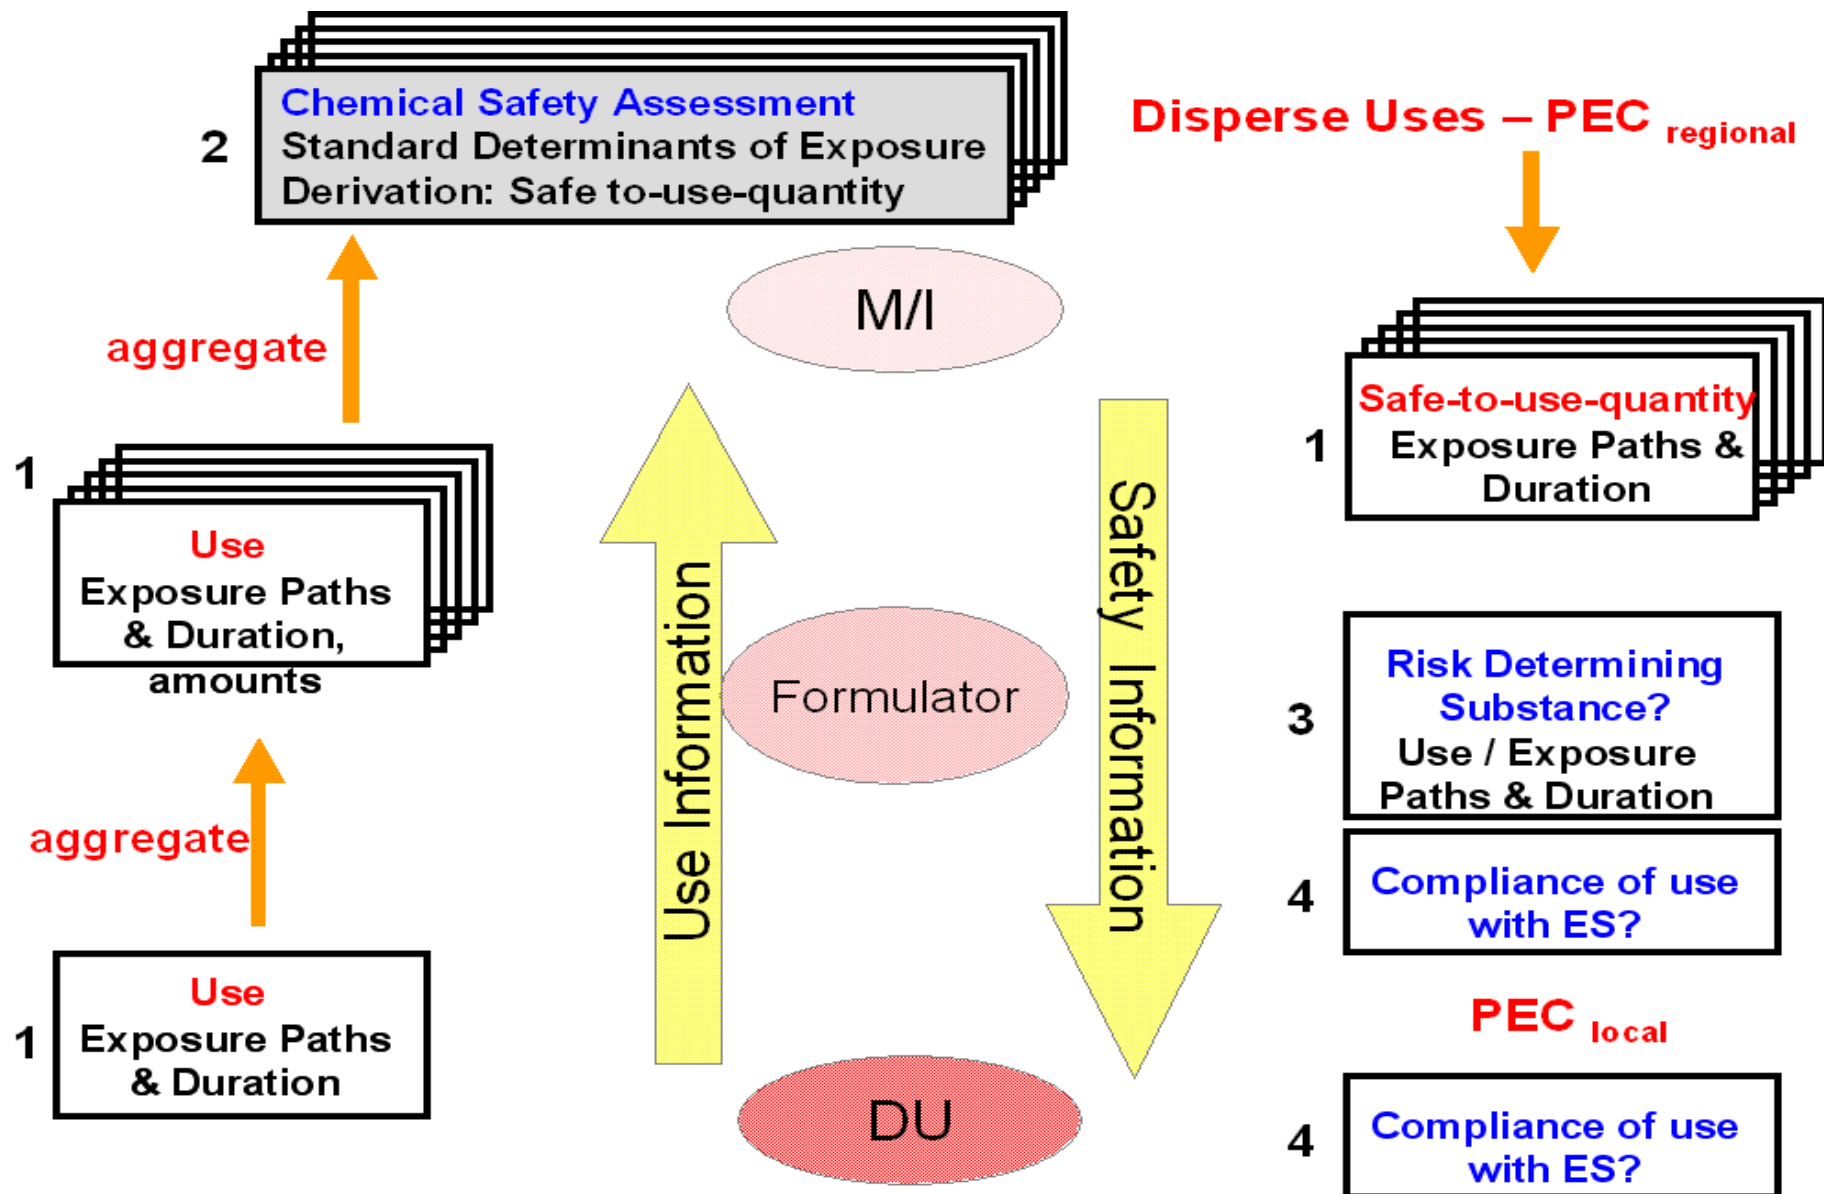 Chemical Safety Assessment
2
Standard Determinants of Exposure
Derivation: Safe to-use-quantity
Disperse Uses – PEC regional
M/I
aggregate
1
Safe-to-use-quantity
Exposure Paths &
Duration
1
Use
Exposure Paths
& Duration,
amounts
Use Information
Formulator
Safety Information
3
Risk Determining
Substance?
Use / Exposure
Paths & Duration
aggregate
4
Compliance of use
with ES?
1
Use
Exposure Paths
& Duration
PEC local
DU
4
Compliance of use
with ES?